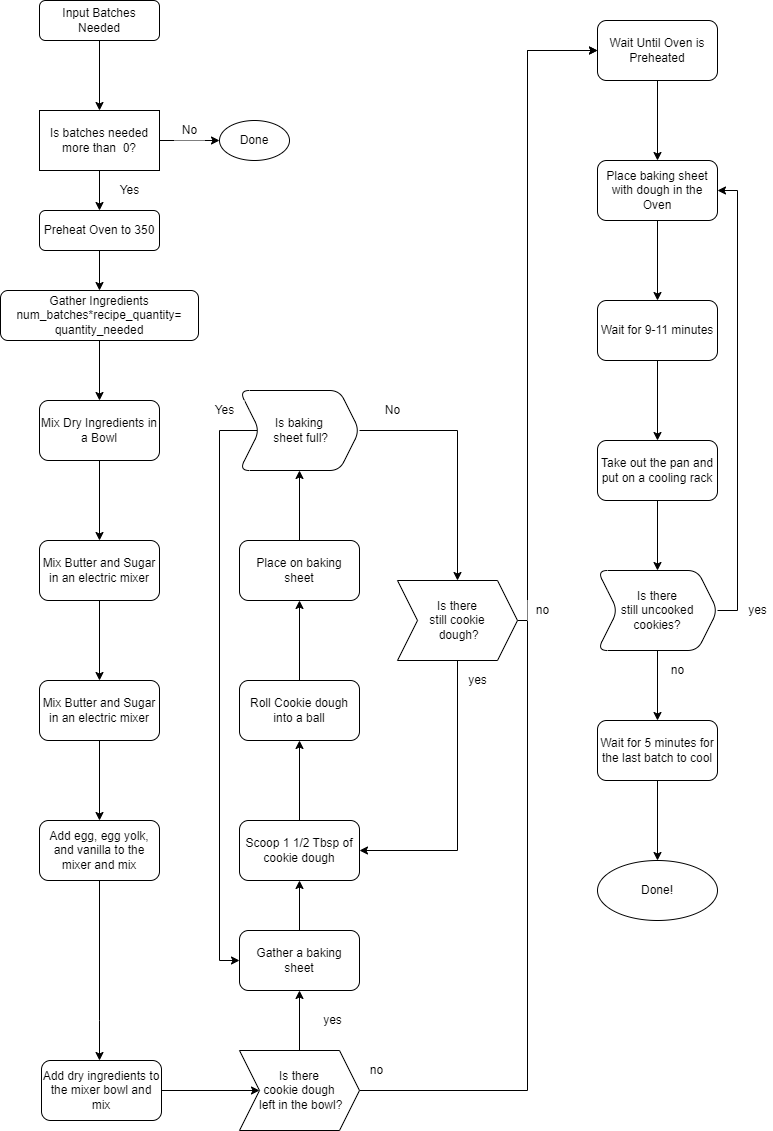 Input Batches
Needed
Is batches needed
more than  0?
No
Done
Yes
Preheat Oven to 350
Gather Ingredients
num_batches*recipe_quantity=
quantity_needed
Mix Dry Ingredients in
a Bowl
Mix Butter and Sugar
in an electric mixer
Mix Butter and Sugar
in an electric mixer
Add egg, egg yolk,
and vanilla to the
mixer and mix
Add dry ingredients to
the mixer bowl and
mix
Is there
cookie dough
left in the bowl?
yes
no
Gather a baking
sheet
Scoop 1 1/2 Tbsp of
cookie dough
Roll Cookie dough
into a ball
Place on baking
sheet
Is baking
sheet full?
Yes
No
Is there
still cookie
dough?
yes
no
Wait Until Oven is
Preheated
Place baking sheet
with dough in the
Oven
Wait for 9-11 minutes
Take out the pan and
put on a cooling rack
Is there
still uncooked
cookies?
yes
no
Wait for 5 minutes for
the last batch to cool
Done!